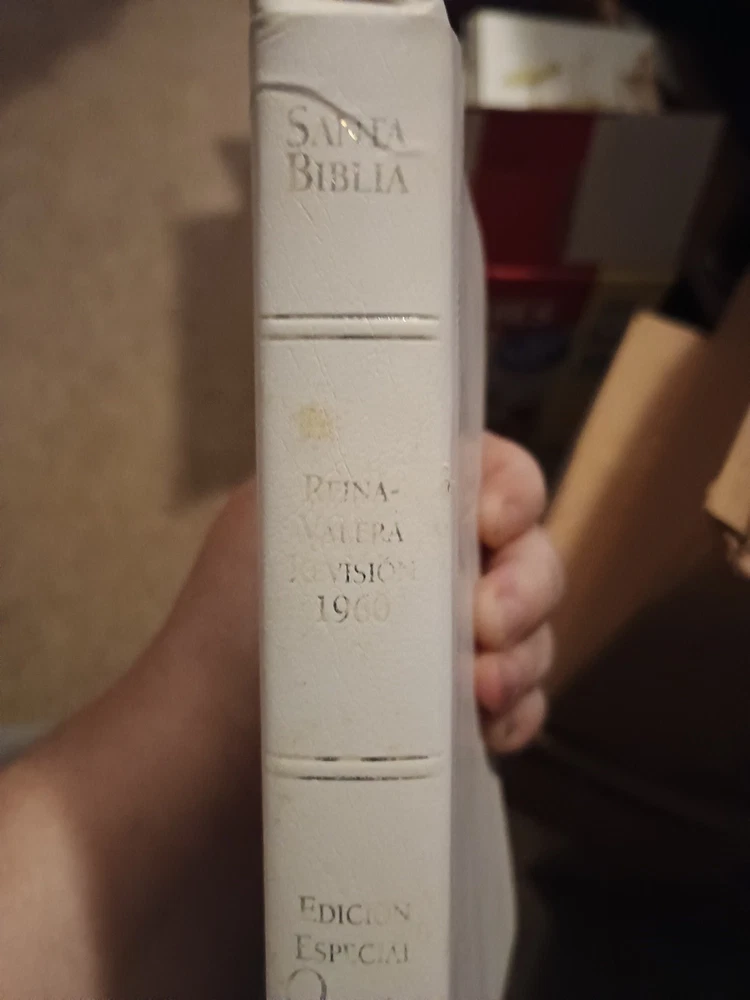 SANTA
BIBLIA
REINA-
VALERA
REVISIÓN
1960
EDICIÓN
ESPECIAL